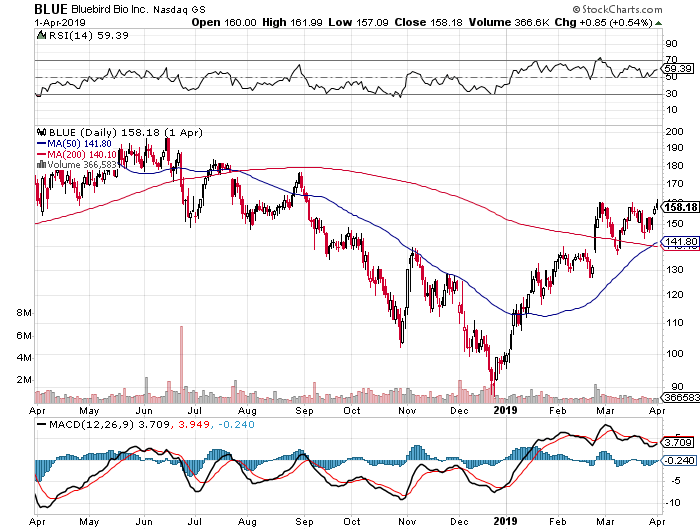 BLUE Bluebird Bio Inc. Nasdaq GS © StockCharts.com
1-Apr-2019 Open 160.00 High 161.99 Low 157.09 Close 158.18 Volume 366.6K Chg +0.85 (+0.54%)
RSI(14) 59.39
90
70
59.39
50
30
10
BLUE (Daily) 158.18 (1 Apr)
MA(50) 141.80
MA(200) 140.10
Volume 366,583
200
190
180
170
158.18
150
141.80
130
120
110
100
90
8M
6M
4M
2M
366583
Apr May Jun Jul Aug Sep Oct Nov Dec 2019 Feb Mar Apr
MACD(12,26,9) 3.709, 3.949, -0.240
3.709
-0.240
-5
-10
Apr May Jun Jul Aug Sep Oct Nov Dec 2019 Feb Mar Apr